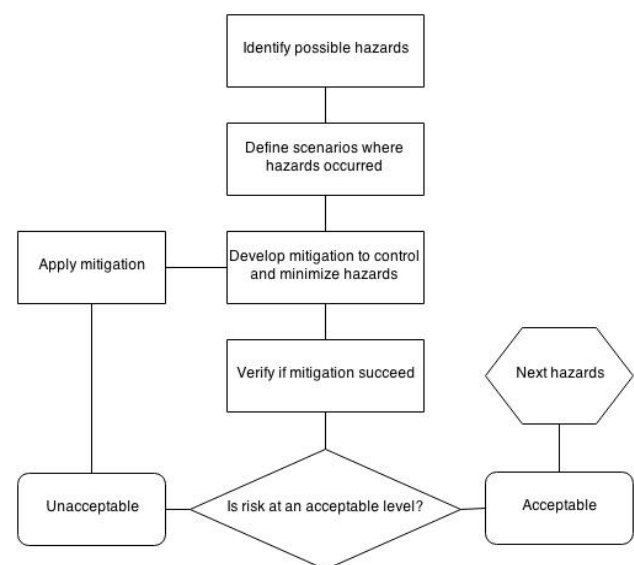 Identify possible hazards
Define scenarios where
hazards occurred
Apply mitigation
Develop mitigation to control
and minimize hazards
Verify if mitigation succeed
Next hazards
Unacceptable
Is risk at an acceptable level?
Acceptable